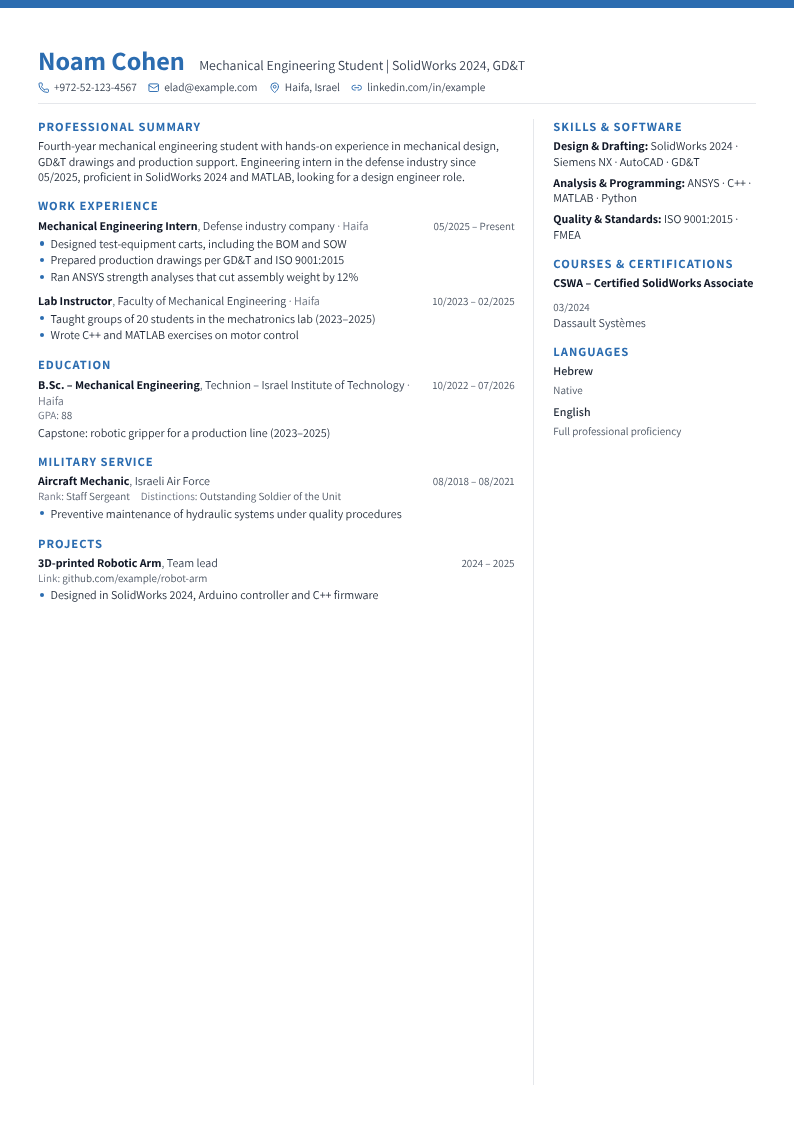 Noam Cohen Mechanical Engineering Student | SolidWorks 2024, GD&T
+972-52-123-4567 elad@example.com Haifa, Israel linkedin.com/in/example
PROFESSIONAL SUMMARY
Fourth-year mechanical engineering student with hands-on experience in mechanical design,
GD&T drawings and production support. Engineering intern in the defense industry since
05/2025, proficient in SolidWorks 2024 and MATLAB, looking for a design engineer role.
WORK EXPERIENCE
Mechanical Engineering Intern, Defense industry company · Haifa 05/2025 – Present
• Designed test-equipment carts, including the BOM and SOW
• Prepared production drawings per GD&T and ISO 9001:2015
• Ran ANSYS strength analyses that cut assembly weight by 12%
Lab Instructor, Faculty of Mechanical Engineering · Haifa 10/2023 – 02/2025
• Taught groups of 20 students in the mechatronics lab (2023–2025)
• Wrote C++ and MATLAB exercises on motor control
EDUCATION
B.Sc. – Mechanical Engineering, Technion – Israel Institute of Technology · 10/2022 – 07/2026
Haifa
GPA: 88
Capstone: robotic gripper for a production line (2023–2025)
MILITARY SERVICE
Aircraft Mechanic, Israeli Air Force 08/2018 – 08/2021
Rank: Staff Sergeant Distinctions: Outstanding Soldier of the Unit
• Preventive maintenance of hydraulic systems under quality procedures
PROJECTS
3D-printed Robotic Arm, Team lead 2024 – 2025
Link: github.com/example/robot-arm
• Designed in SolidWorks 2024, Arduino controller and C++ firmware
SKILLS & SOFTWARE
Design & Drafting: SolidWorks 2024 ·
Siemens NX · AutoCAD · GD&T
Analysis & Programming: ANSYS · C++ ·
MATLAB · Python
Quality & Standards: ISO 9001:2015 ·
FMEA
COURSES & CERTIFICATIONS
CSWA – Certified SolidWorks Associate
03/2024
Dassault Systèmes
LANGUAGES
Hebrew
Native
English
Full professional proficiency